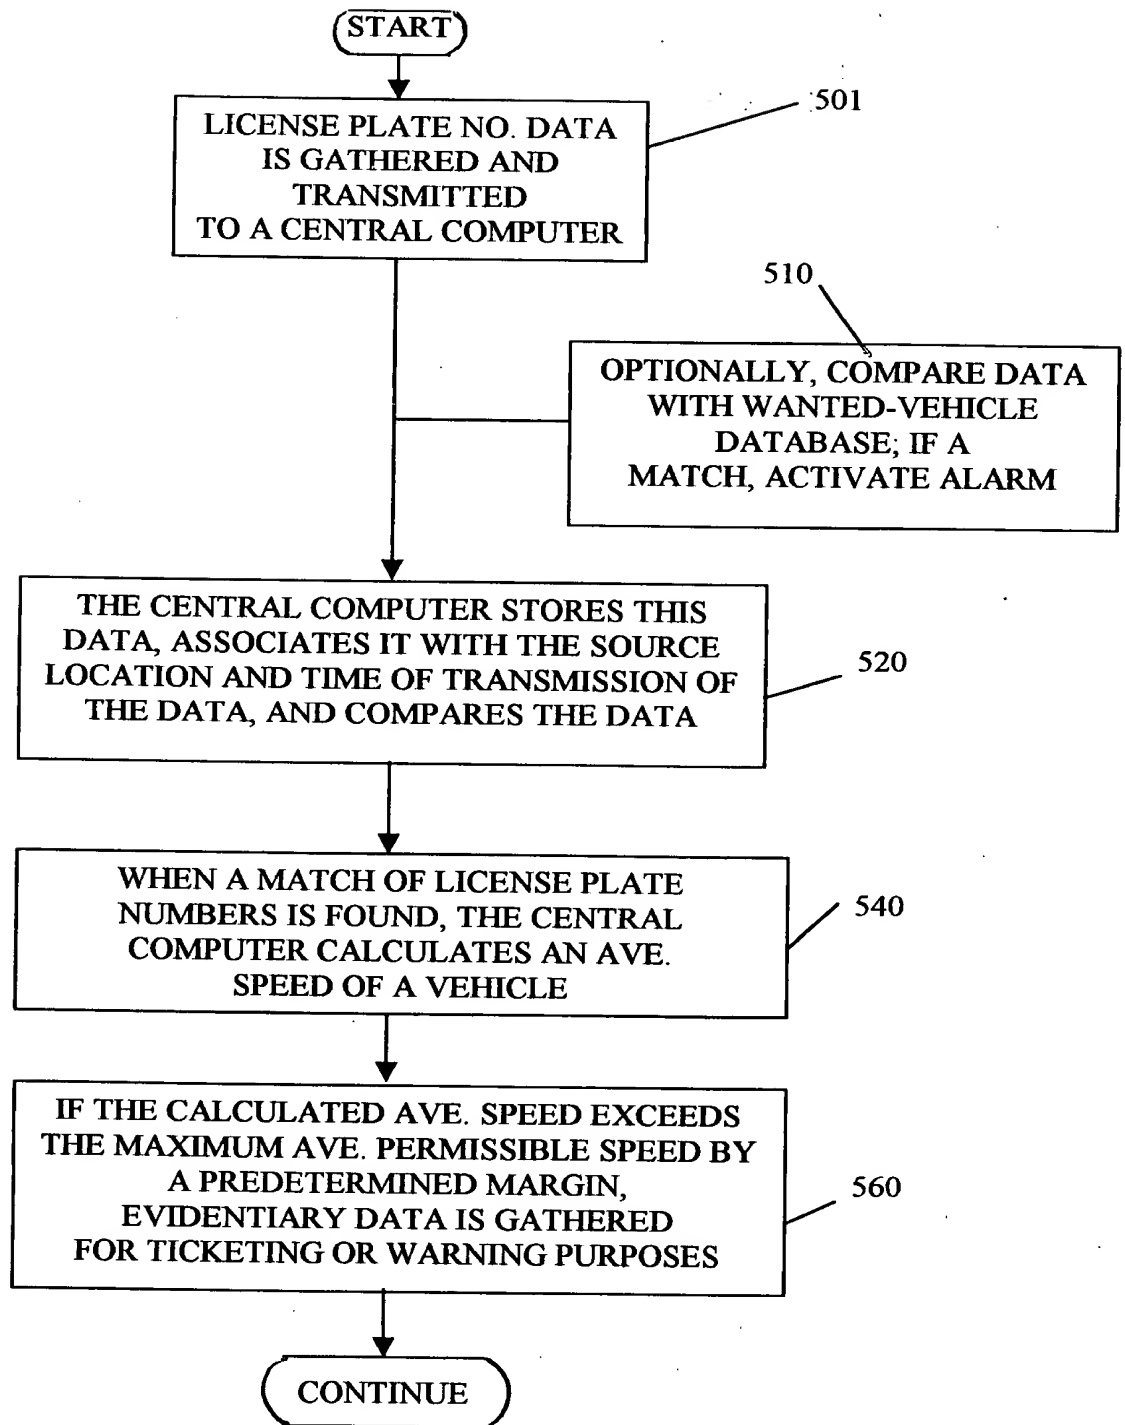 START
501
LICENSE PLATE NO. DATA
IS GATHERED AND
TRANSMITTED
TO A CENTRAL COMPUTER
510
OPTIONALLY, COMPARE DATA
WITH WANTED-VEHICLE
DATABASE; IF A
MATCH, ACTIVATE ALARM
THE CENTRAL COMPUTER STORES THIS
DATA, ASSOCIATES IT WITH THE SOURCE
LOCATION AND TIME OF TRANSMISSION OF
THE DATA, AND COMPARES THE DATA
520
WHEN A MATCH OF LICENSE PLATE
NUMBERS IS FOUND, THE CENTRAL
COMPUTER CALCULATES AN AVE.
SPEED OF A VEHICLE
540
IF THE CALCULATED AVE. SPEED EXCEEDS
THE MAXIMUM AVE. PERMISSIBLE SPEED BY
A PREDETERMINED MARGIN,
EVIDENTIARY DATA IS GATHERED
FOR TICKETING OR WARNING PURPOSES
560
CONTINUE